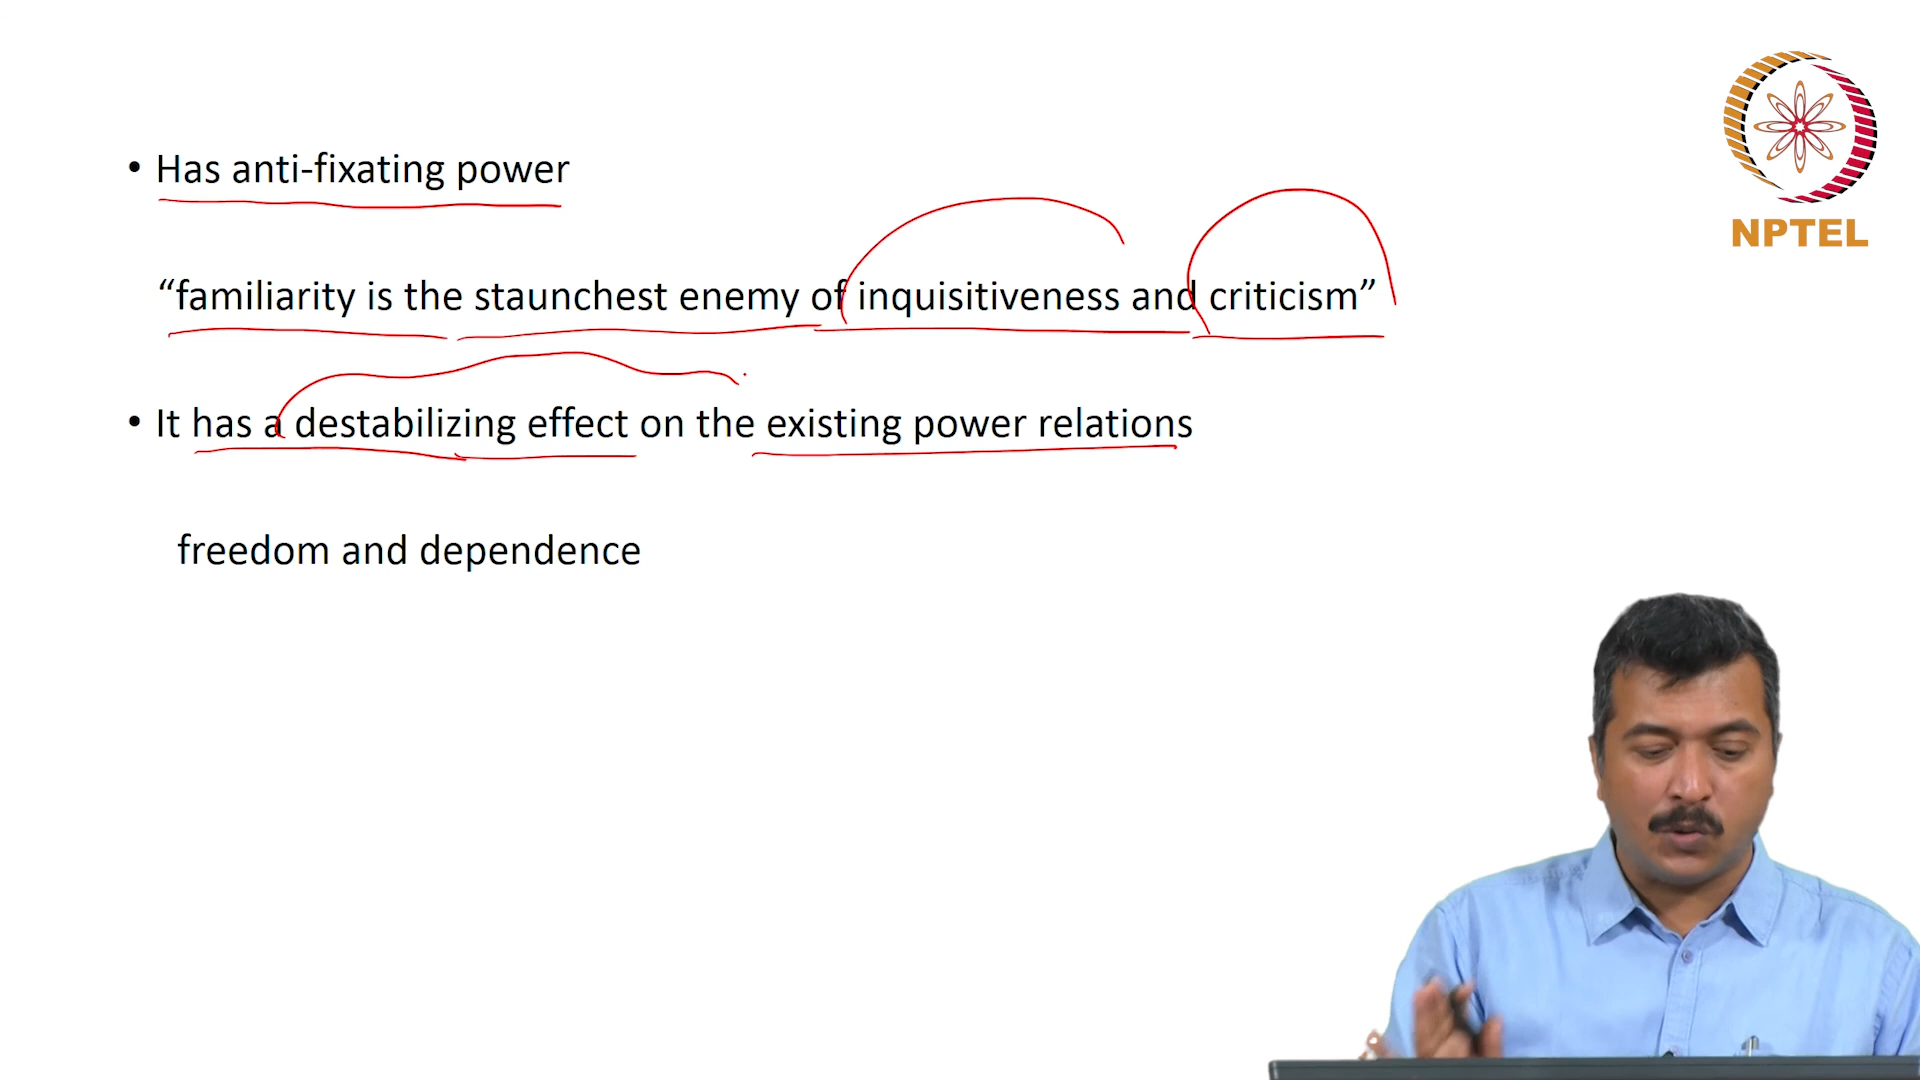 • Has anti-fixating power
“familiarity is the staunchest enemy of inquisitiveness and criticism”
• It has a destabilizing effect on the existing power relations
freedom and dependence
NPTEL